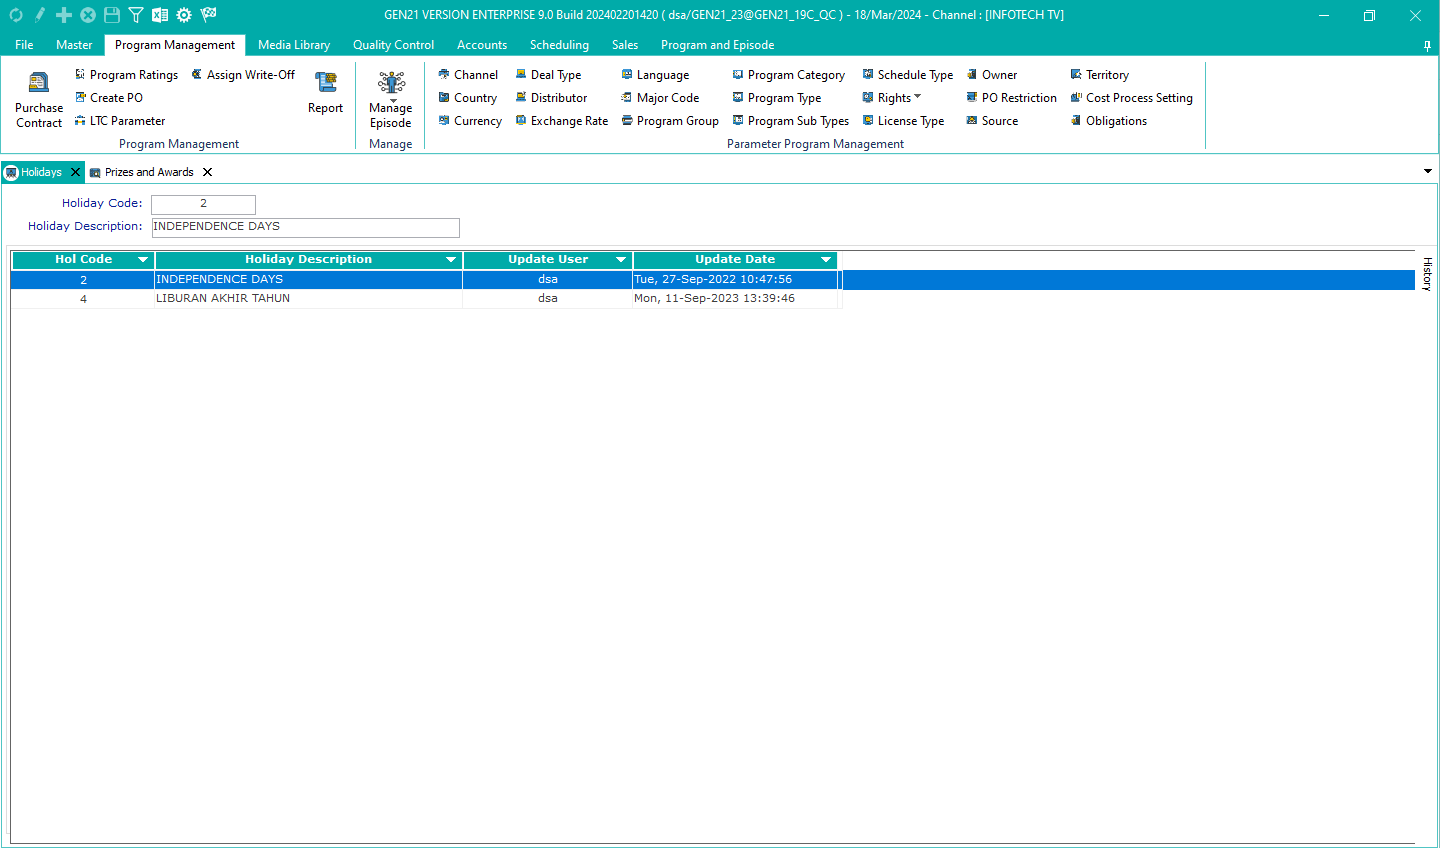 GEN21 VERSION ENTERPRISE 9.0 Build 202402201420 ( dsa/GEN21_23@GEN21_19C_QC ) - 18/Mar/2024 - Channel : [INFOTECH TV]
File Master Program Management Media Library Quality Control Accounts Scheduling Sales Program and Episode
Purchase Contract
Program Ratings Assign Write-Off
Create PO
LTC Parameter
Report
Program Management
Manage Episode
Manage
Channel Deal Type Language Program Category Schedule Type Owner Territory
Country Distributor Major Code Program Type Rights PO Restriction Cost Process Setting
Currency Exchange Rate Program Group Program Sub Types License Type Source Obligations
Parameter Program Management
Holidays Prizes and Awards
Holiday Code: 2
Holiday Description: INDEPENDENCE DAYS
Hol Code Holiday Description Update User Update Date
2 INDEPENDENCE DAYS dsa Tue, 27-Sep-2022 10:47:56
4 LIBURAN AKHIR TAHUN dsa Mon, 11-Sep-2023 13:39:46
History